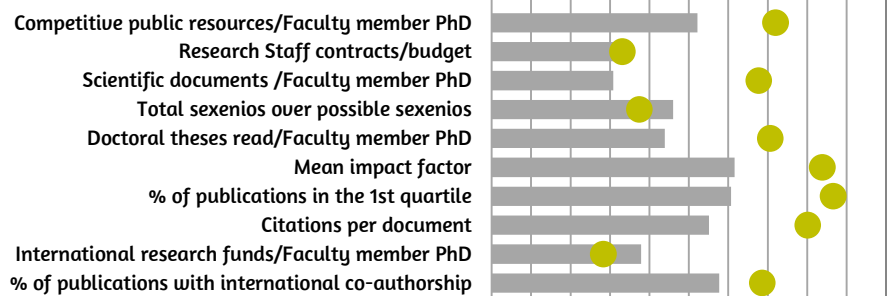 Competitive public resources/Faculty member PhD
Research Staff contracts/budget
Scientific documents /Faculty member PhD
Total sexenios over possible sexenios
Doctoral theses read/Faculty member PhD
Mean impact factor
% of publications in the 1st quartile
Citations per document
International research funds/Faculty member PhD
% of publications with international co-authorship